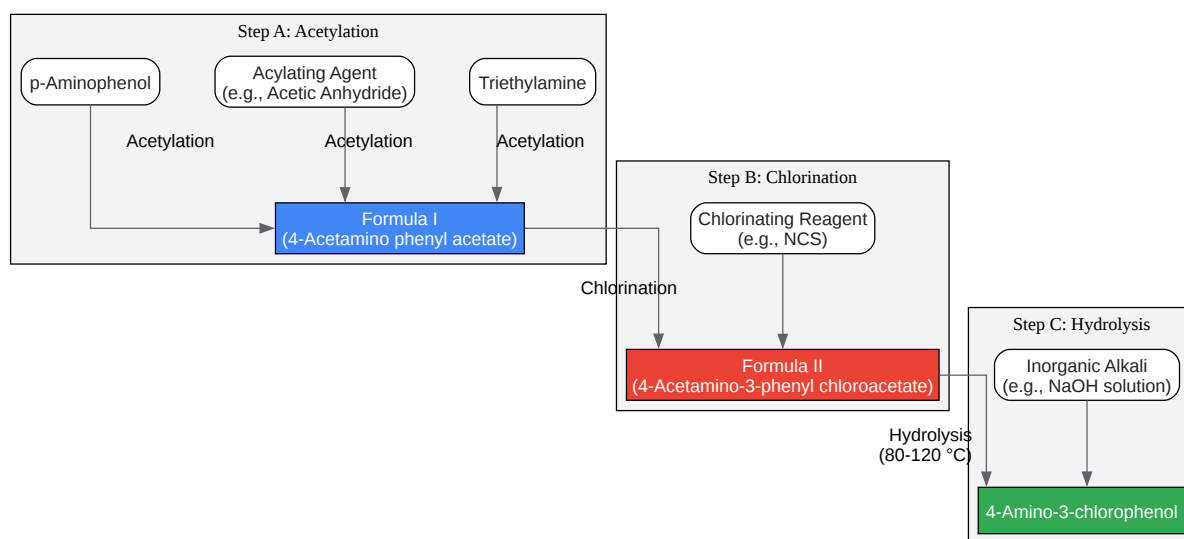 Step A: Acetylation
p-Aminophenol
Acylating Agent
(e.g., Acetic Anhydride)
Triethylamine
Acetylation
Acetylation
Acetylation
Formula I
(4-Acetamino phenyl acetate)
Step B: Chlorination
Chlorinating Reagent
(e.g., NCS)
Chlorination
Formula II
(4-Acetamino-3-phenyl chloroacetate)
Step C: Hydrolysis
Inorganic Alkali
(e.g., NaOH solution)
Hydrolysis
(80-120 °C)
4-Amino-3-chlorophenol